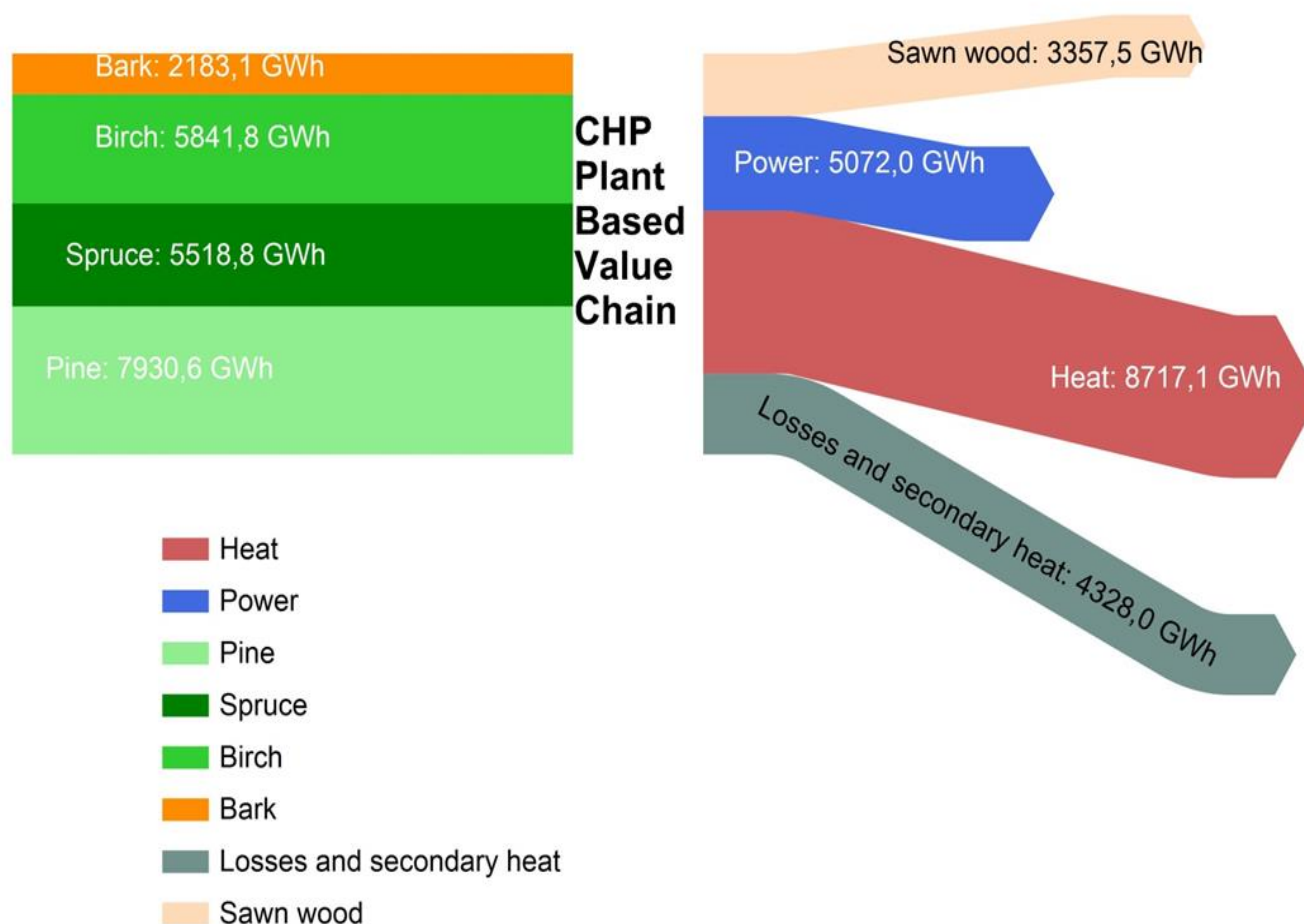 Bark: 2183,1 GWh
Birch: 5841,8 GWh
Spruce: 5518,8 GWh
Pine: 7930,6 GWh
CHP
Plant
Based
Value
Chain
Sawn wood: 3357,5 GWh
Power: 5072,0 GWh
Heat: 8717,1 GWh
Losses and secondary heat: 4328,0 GWh
Heat
Power
Pine
Spruce
Birch
Bark
Losses and secondary heat
Sawn wood